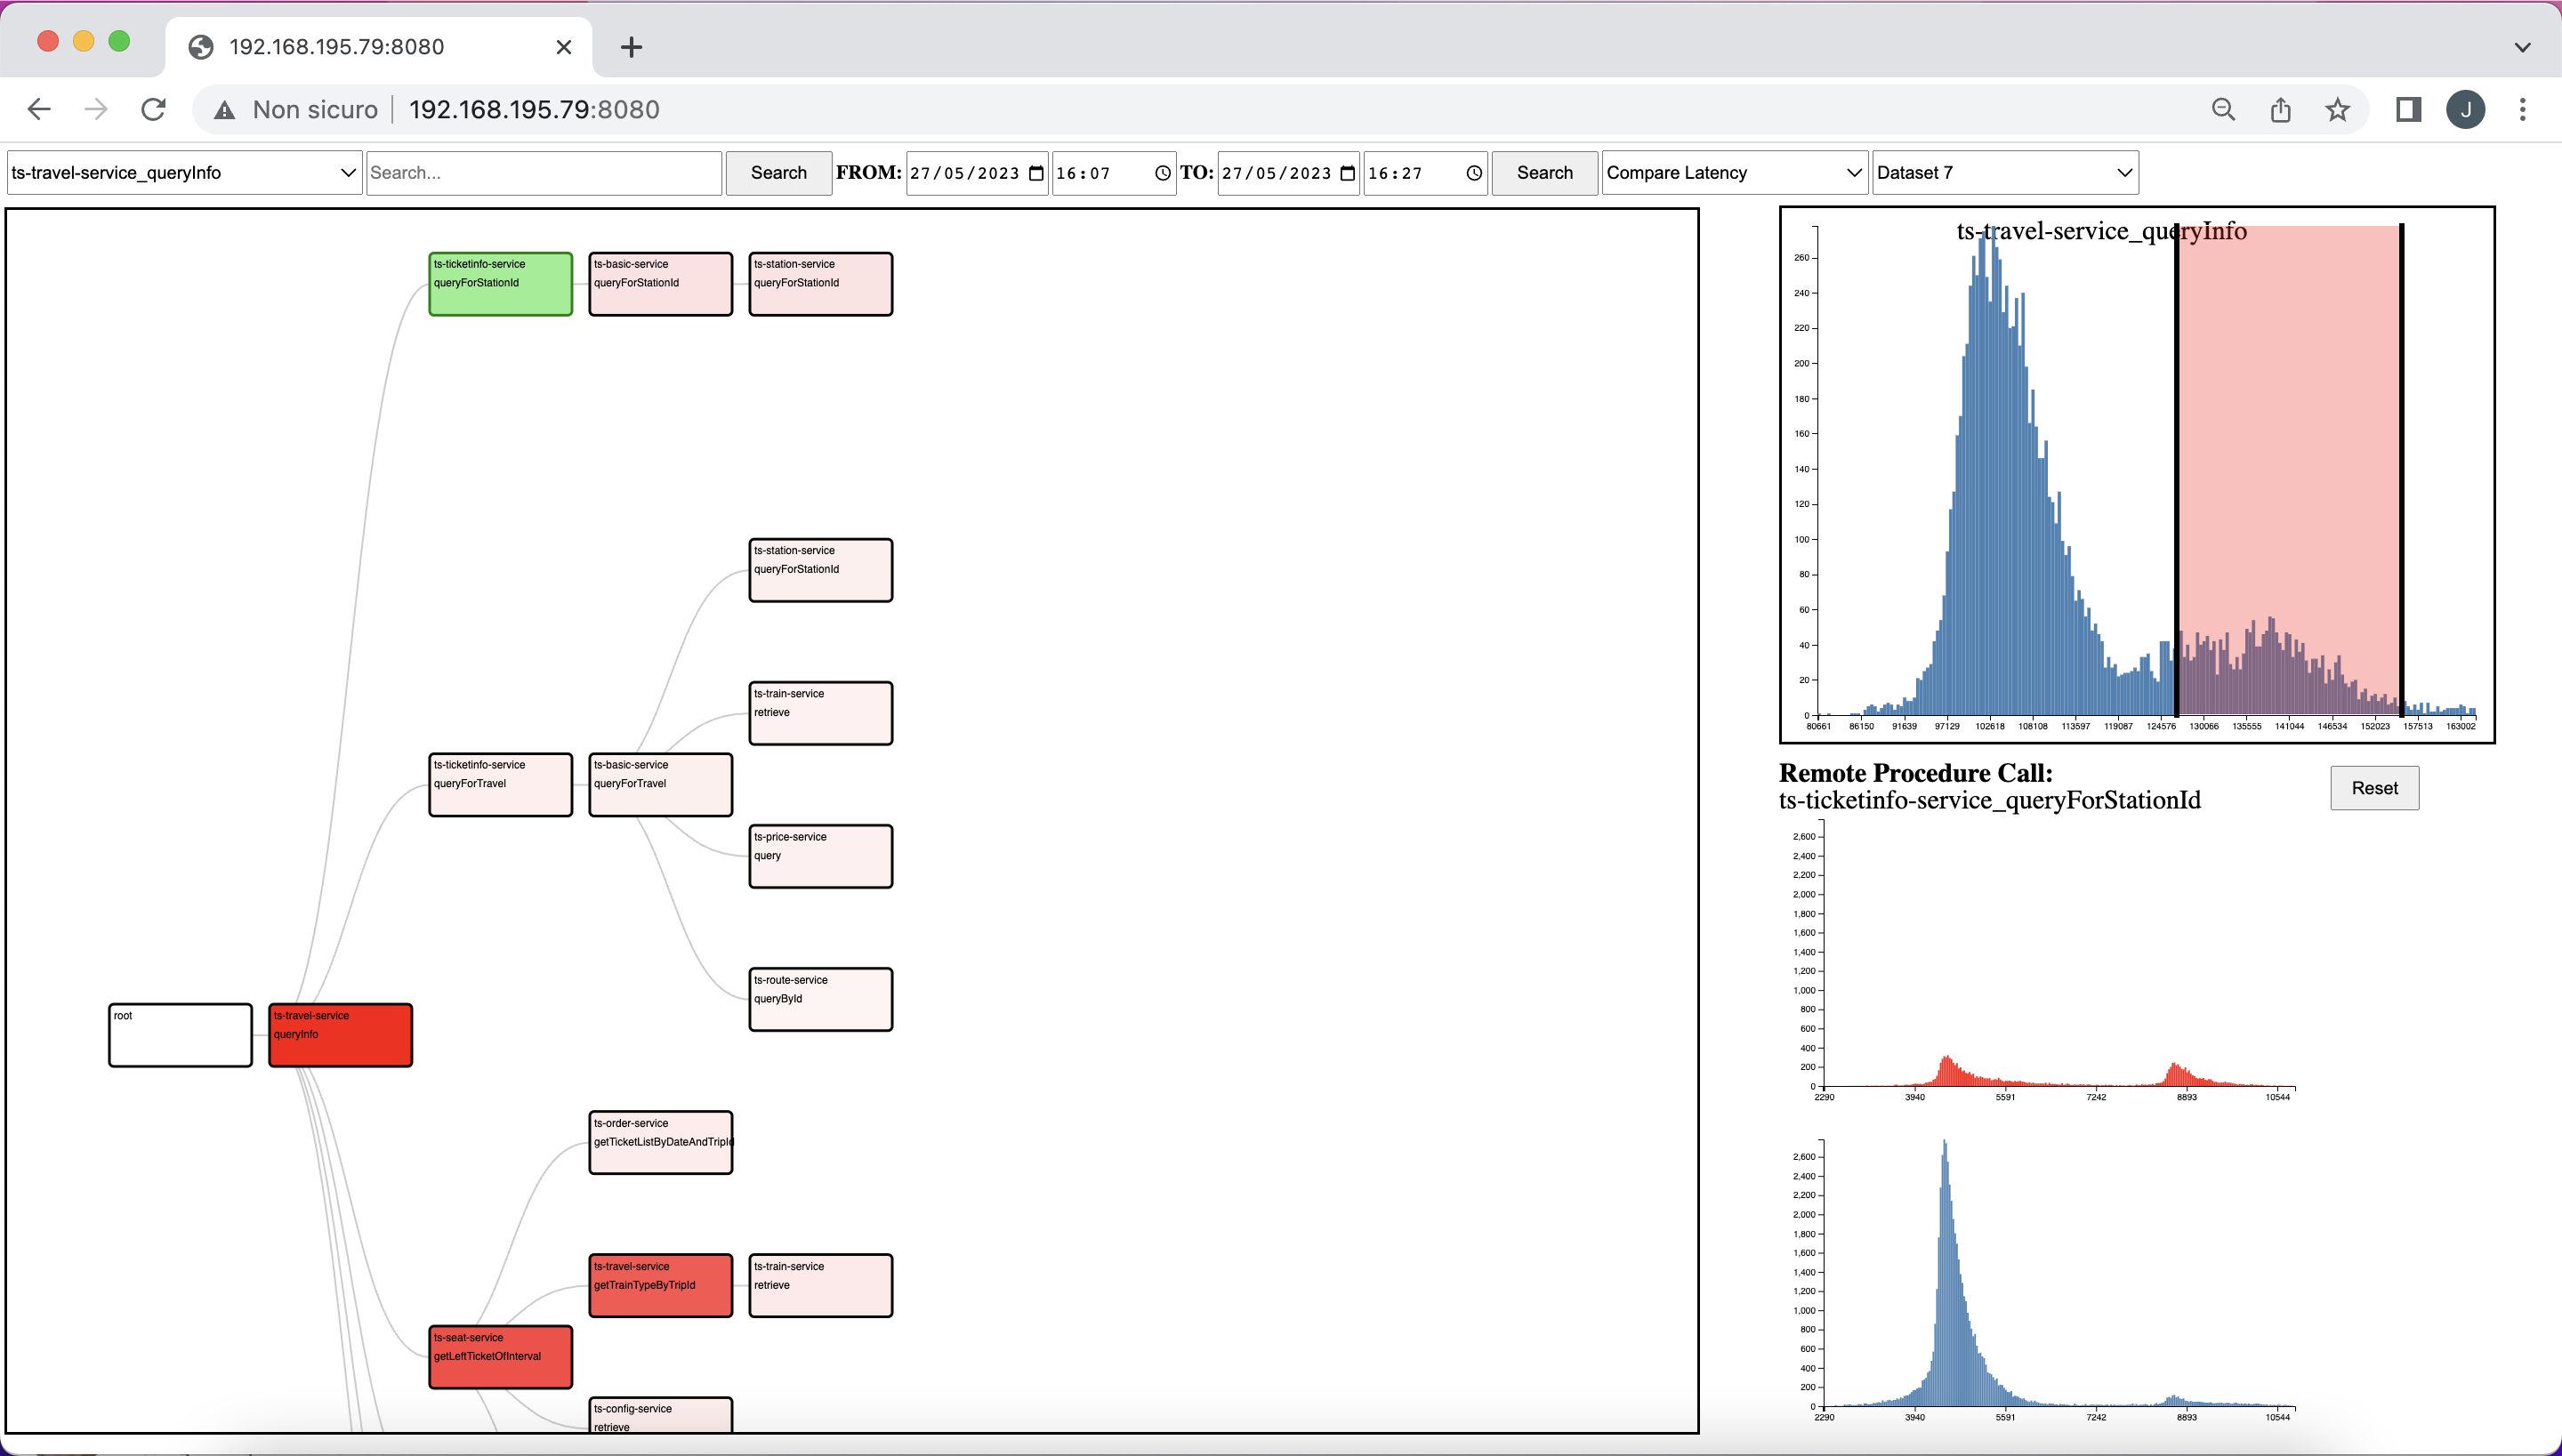 192.168.195.79:8080
Non sicuro
192.168.195.79:8080
J
ts-travel-service_queryInfo
Search...
Search
FROM:
27/05/2023
16:07
TO:
27/05/2023
16:27
Search
Compare Latency
Dataset 7
ts-ticketinfo-service
queryForStationId
ts-basic-service
queryForStationId
ts-station-service
queryForStationId
ts-station-service
queryForStationId
ts-train-service
retrieve
ts-ticketinfo-service
queryForTravel
ts-basic-service
queryForTravel
ts-price-service
query
ts-route-service
queryById
root
ts-travel-service
queryInfo
ts-order-service
getTicketListByDateAndTripId
ts-travel-service
getTrainTypeByTripId
ts-train-service
retrieve
ts-seat-service
getLeftTicketOfInterval
ts-config-service
retrieve
ts-travel-service_queryInfo
260
240
220
200
180
160
140
120
100
80
60
40
20
0
80661 86150 91639 97129 102618 108108 113597 119087 124576 130066 135555 141044 146534 152023 157513 163002
Remote Procedure Call:
ts-ticketinfo-service_queryForStationId
Reset
2,600
2,400
2,200
2,000
1,800
1,600
1,400
1,200
1,000
800
600
400
200
0
2290 3940 5591 7242 8893 10544
2,600
2,400
2,200
2,000
1,800
1,600
1,400
1,200
1,000
800
600
400
200
0
2290 3940 5591 7242 8893 10544